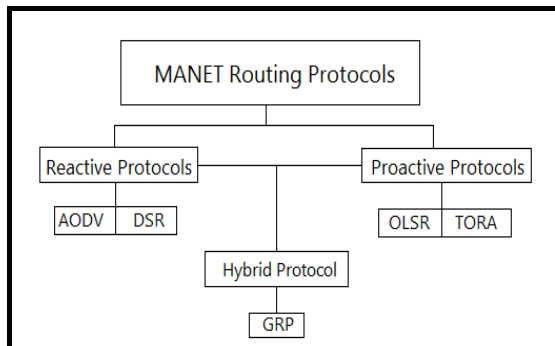 MANET Routing Protocols
Reactive Protocols
Proactive Protocols
AODV
DSR
OLSR
TORA
Hybrid Protocol
GRP